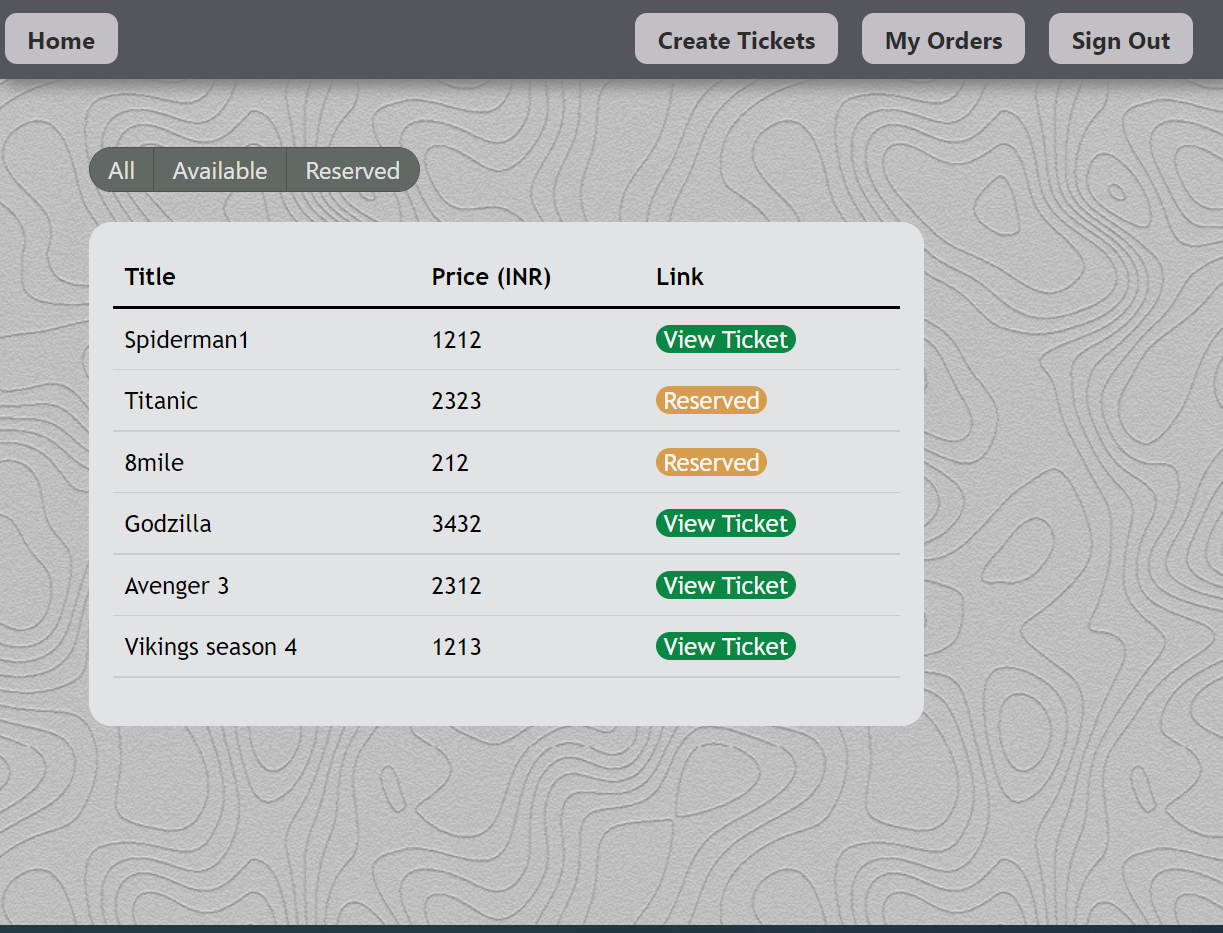 Home Create Tickets My Orders Sign Out
All Available Reserved
Title Price (INR) Link
Spiderman1 1212 View Ticket
Titanic 2323 Reserved
8mile 212 Reserved
Godzilla 3432 View Ticket
Avenger 3 2312 View Ticket
Vikings season 4 1213 View Ticket